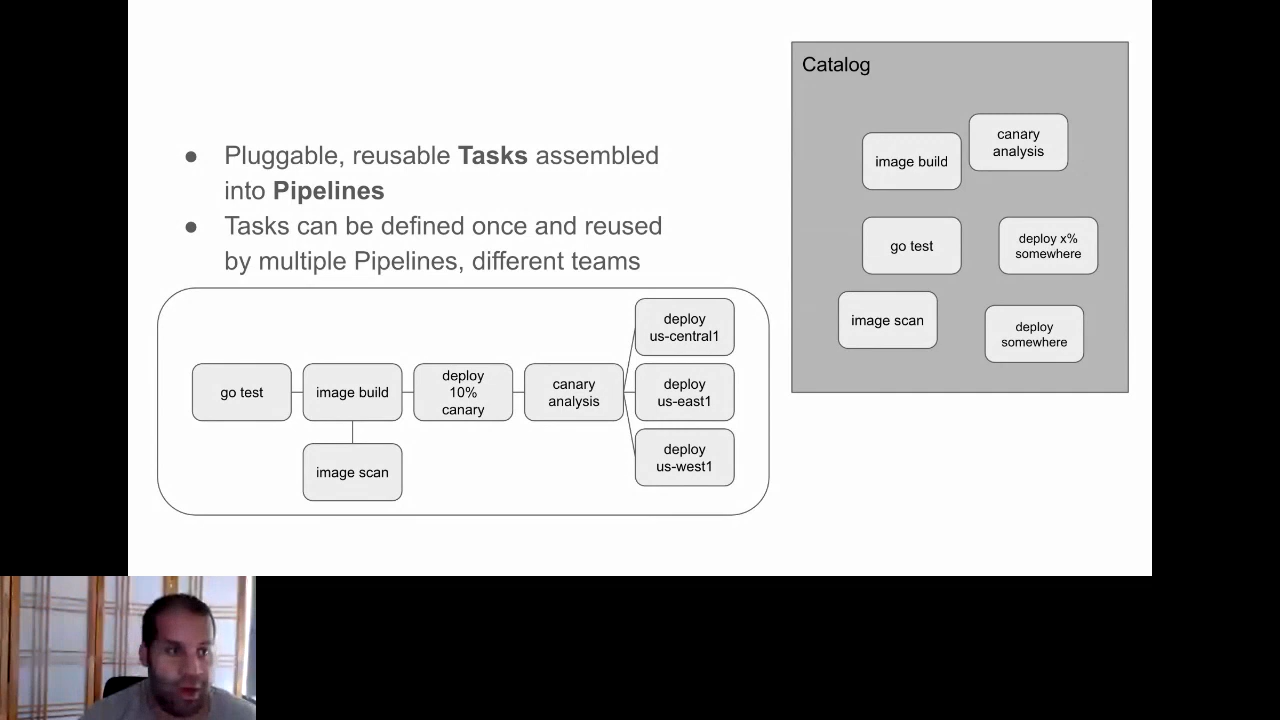 ● Pluggable, reusable Tasks assembled
into Pipelines
● Tasks can be defined once and reused
by multiple Pipelines, different teams
go test
image build
image scan
deploy
10%
canary
canary
analysis
deploy
us-central1
deploy
us-east1
deploy
us-west1
Catalog
image build
canary
analysis
go test
deploy x%
somewhere
image scan
deploy
somewhere